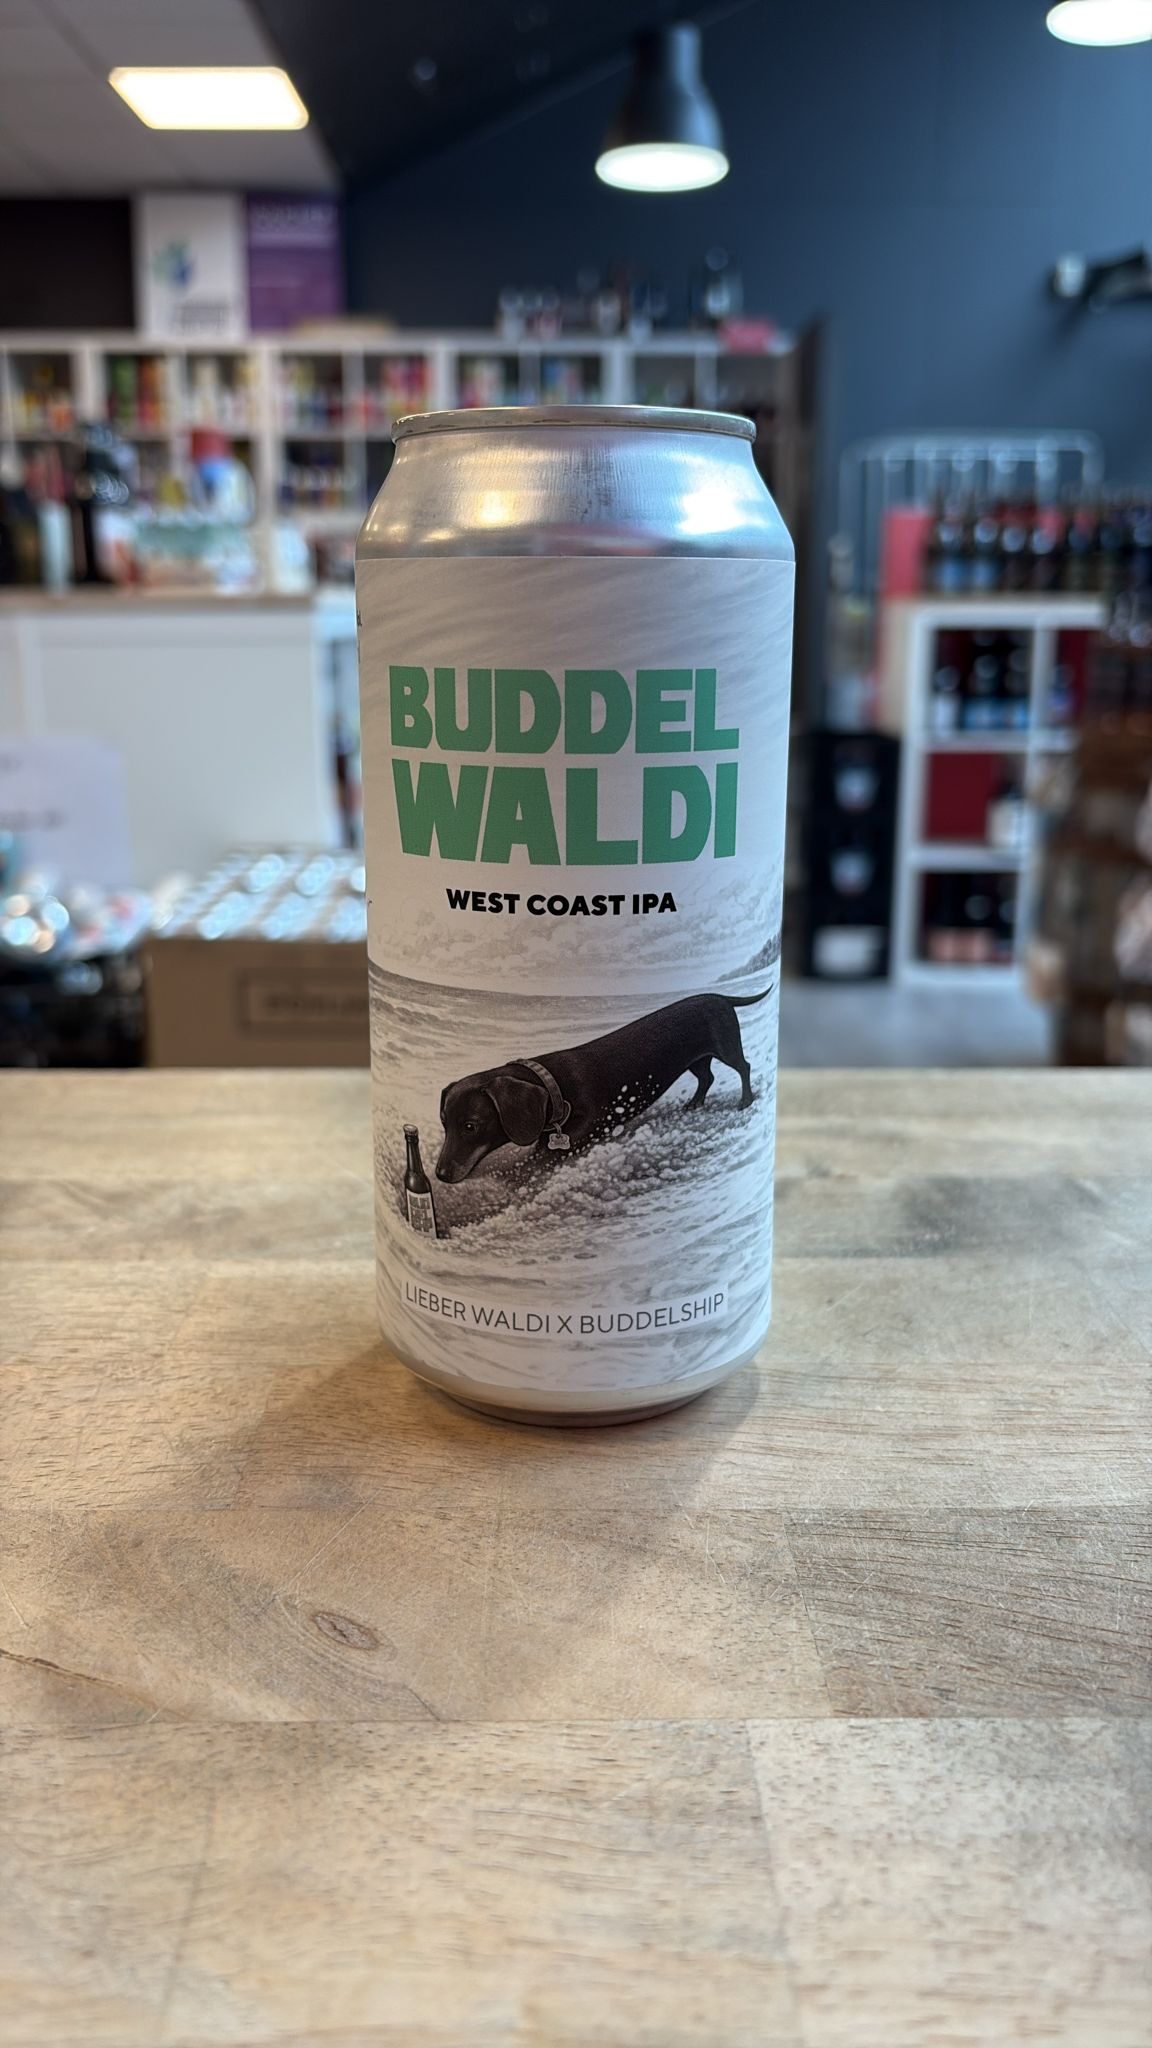 BUDDEL
WALDI
WEST COAST IPA
LIEBER WALDI X BUDDELSHIP